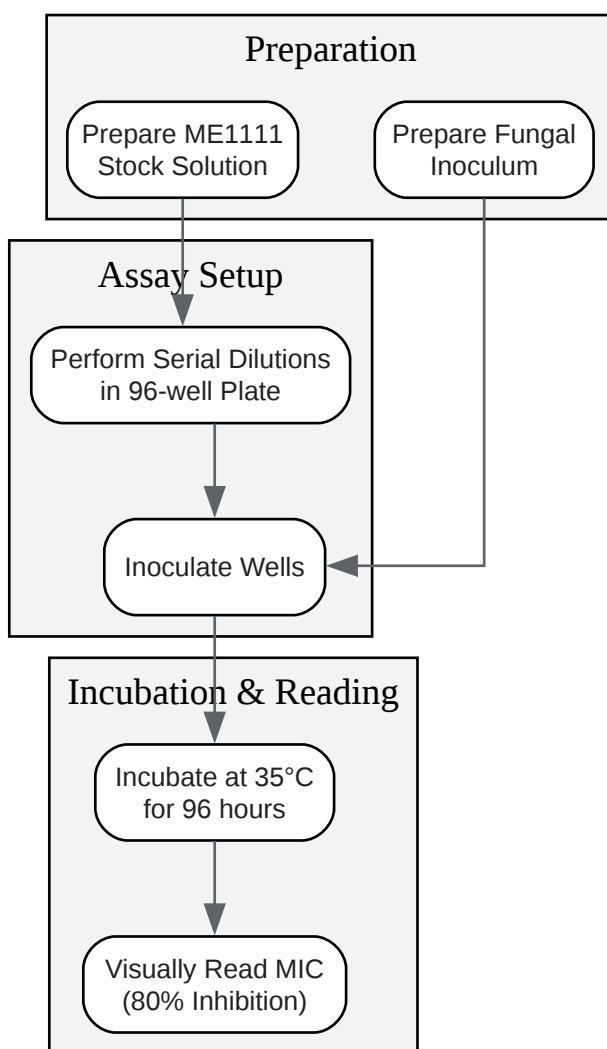 Preparation
Prepare ME1111
Stock Solution
Prepare Fungal
Inoculum
Assay Setup
Perform Serial Dilutions
in 96-well Plate
Inoculate Wells
Incubation & Reading
Incubate at 35°C
for 96 hours
Visually Read MIC
(80% Inhibition)